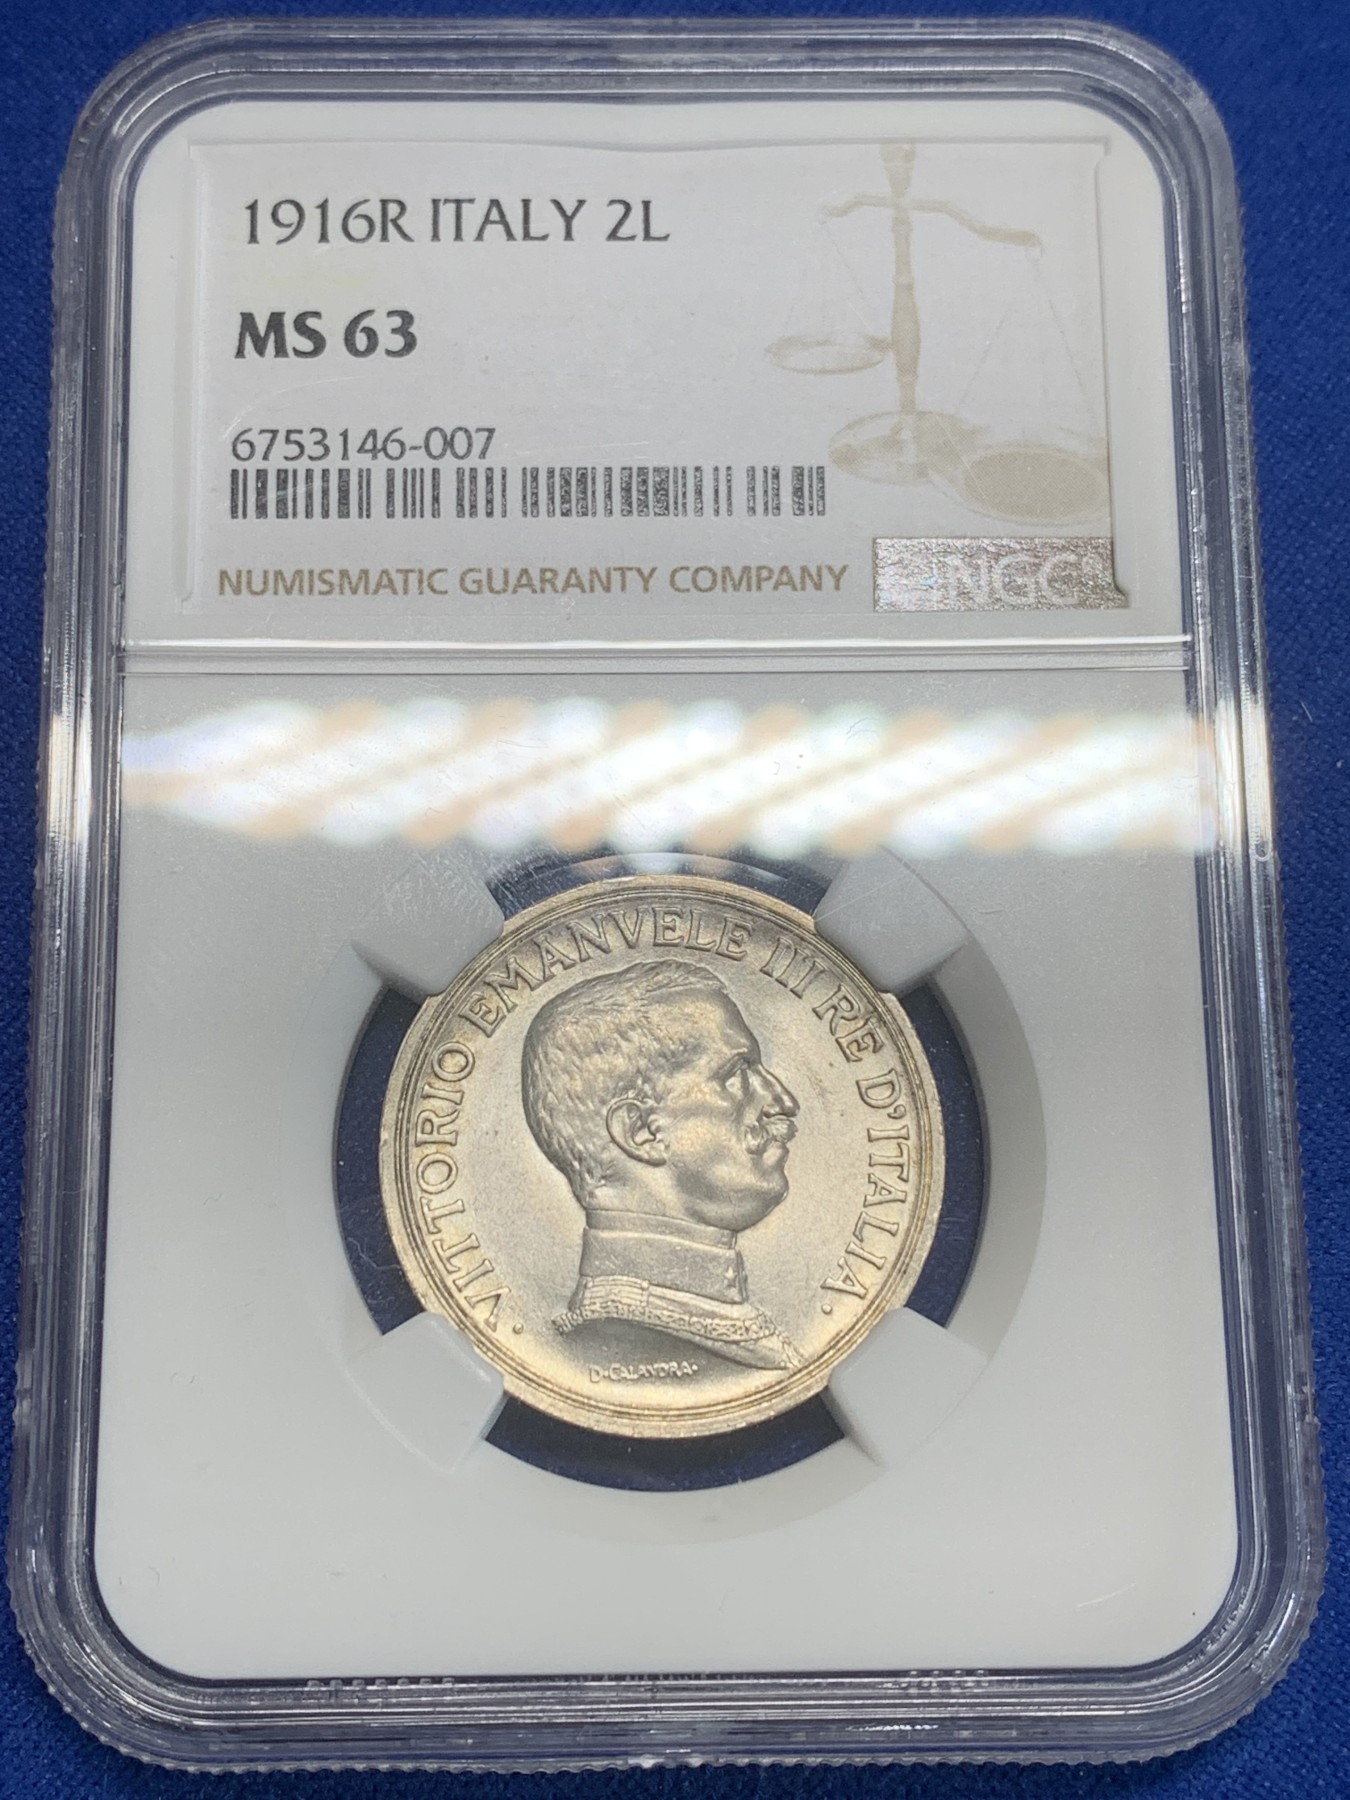 1916R ITALY 2L
MS 63
6753146-007
NUMISMATIC GUARANTY COMPANY
NGC
· VITTORIO EMANVELE III RE D'ITALIA ·
D·CALANDRA·